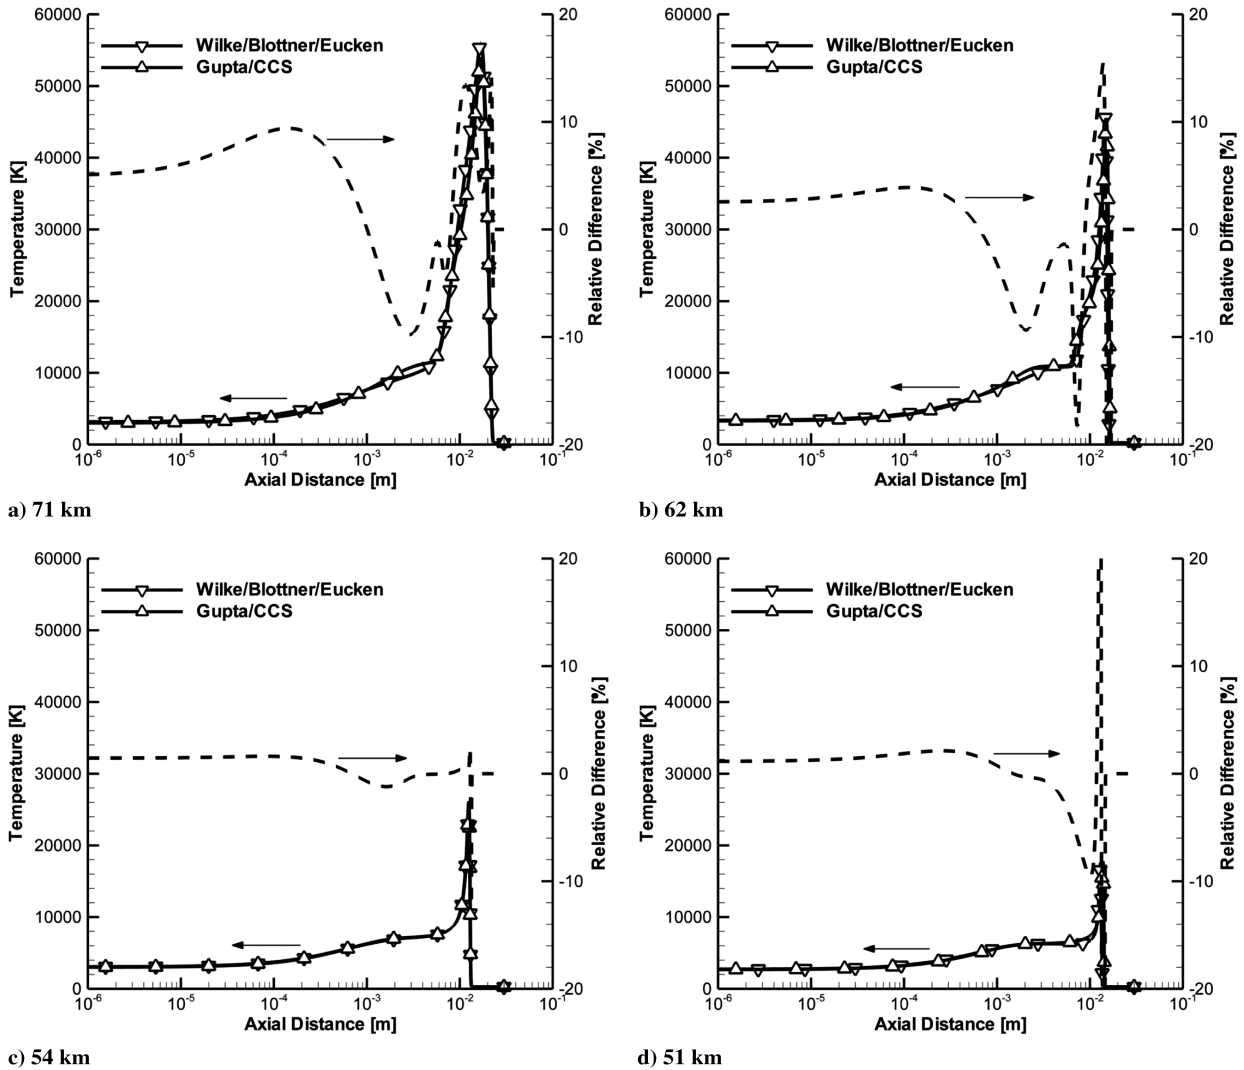 60000
50000
40000
30000
20000
10000
0
Temperature [K]
Wilke/Blottner/Eucken
Gupta/CCS
20
10
0
-10
-20
Relative Difference [%]
10-6 10-5 10-4 10-3 10-2 10-1
Axial Distance [m]
a) 71 km
60000
50000
40000
30000
20000
10000
0
Temperature [K]
Wilke/Blottner/Eucken
Gupta/CCS
20
10
0
-10
-20
Relative Difference [%]
10-6 10-5 10-4 10-3 10-2 10-1
Axial Distance [m]
b) 62 km
60000
50000
40000
30000
20000
10000
0
Temperature [K]
Wilke/Blottner/Eucken
Gupta/CCS
20
10
0
-10
-20
Relative Difference [%]
10-6 10-5 10-4 10-3 10-2 10-1
Axial Distance [m]
c) 54 km
60000
50000
40000
30000
20000
10000
0
Temperature [K]
Wilke/Blottner/Eucken
Gupta/CCS
20
10
0
-10
-20
Relative Difference [%]
10-6 10-5 10-4 10-3 10-2 10-1
Axial Distance [m]
d) 51 km